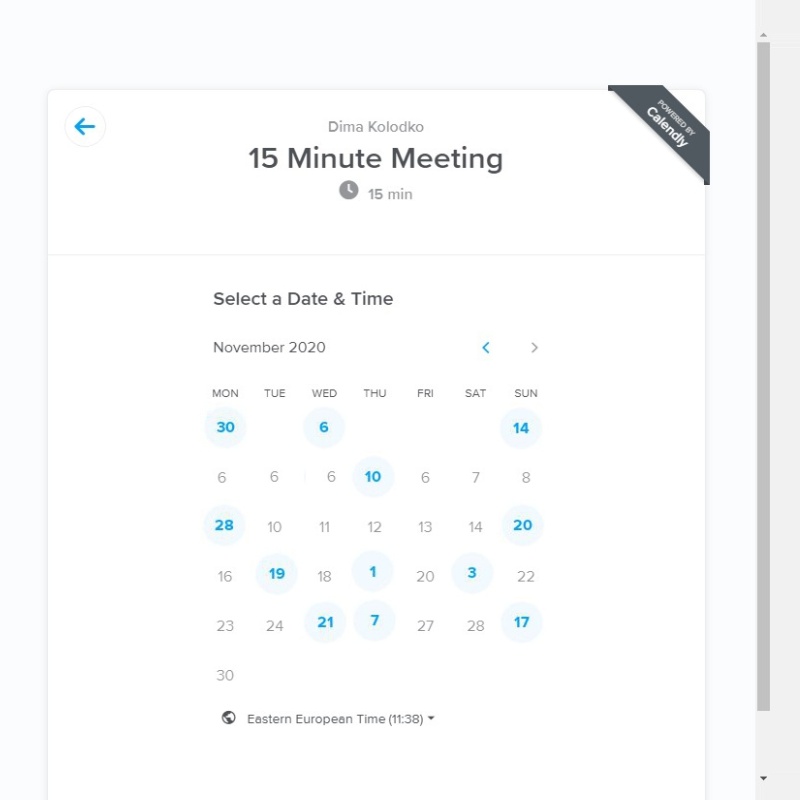 POWERED BY
Calendly
Dima Kolodko
15 Minute Meeting
15 min
Select a Date & Time
November 2020
MON TUE WED THU FRI SAT SUN
30 6 14
6 6 6 10 6 7 8
28 10 11 12 13 14 20
16 19 18 1 20 3 22
23 24 21 7 27 28 17
30
Eastern European Time (11:38)